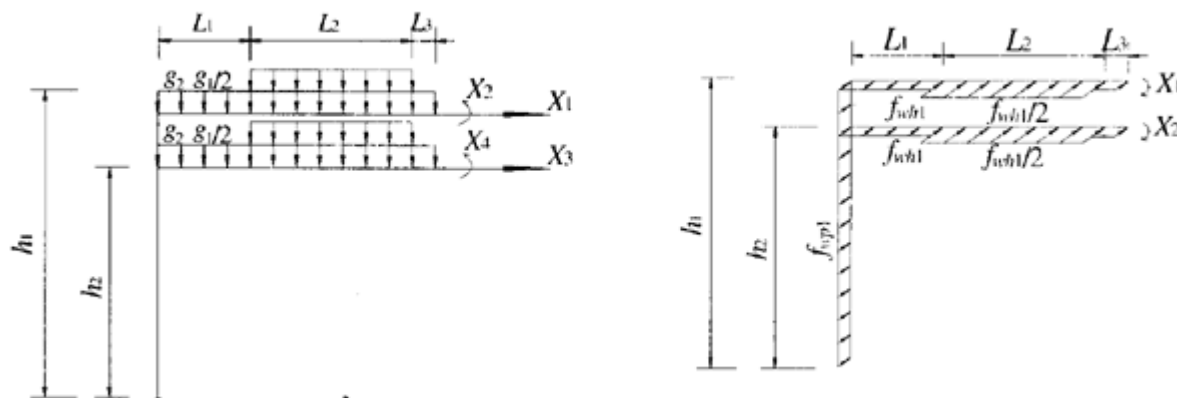 L₁ L₂ L₃
g₂ g₁/2 X₂ X₁
g₂ g₁/2 X₄ X₃
h₁
h₂
L₁ L₂ L₃
X₁
fwh1 fwh1/2
X₂
fwh1 fwh1/2
h₁
h₂
fwp1